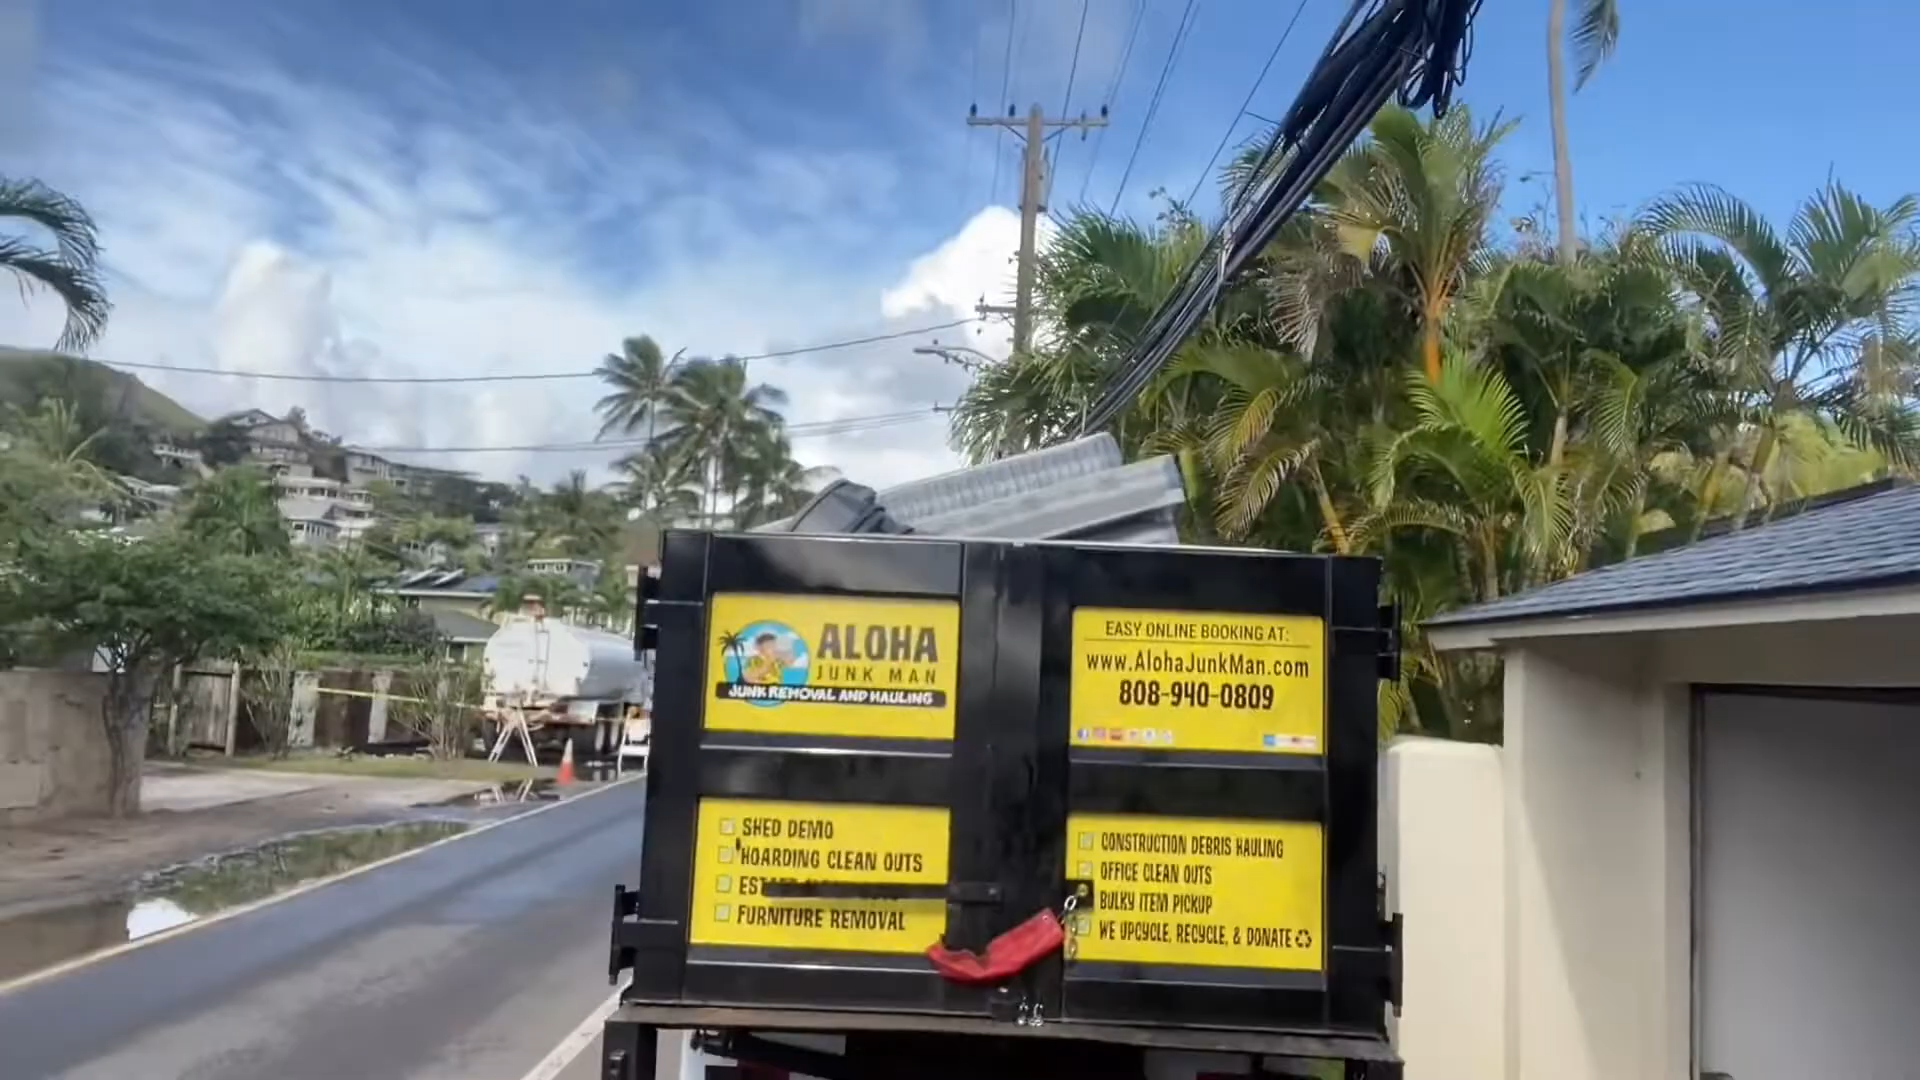 ALOHA
JUNK MAN
JUNK REMOVAL AND HAULING
EASY ONLINE BOOKING AT:
www.AlohaJunkMan.com
808-940-0809
SHED DEMO
HOARDING CLEAN OUTS
FURNITURE REMOVAL
CONSTRUCTION DEBRIS HAULING
OFFICE CLEAN OUTS
BULKY ITEM PICKUP
WE UPCYCLE, RECYCLE, & DONATE